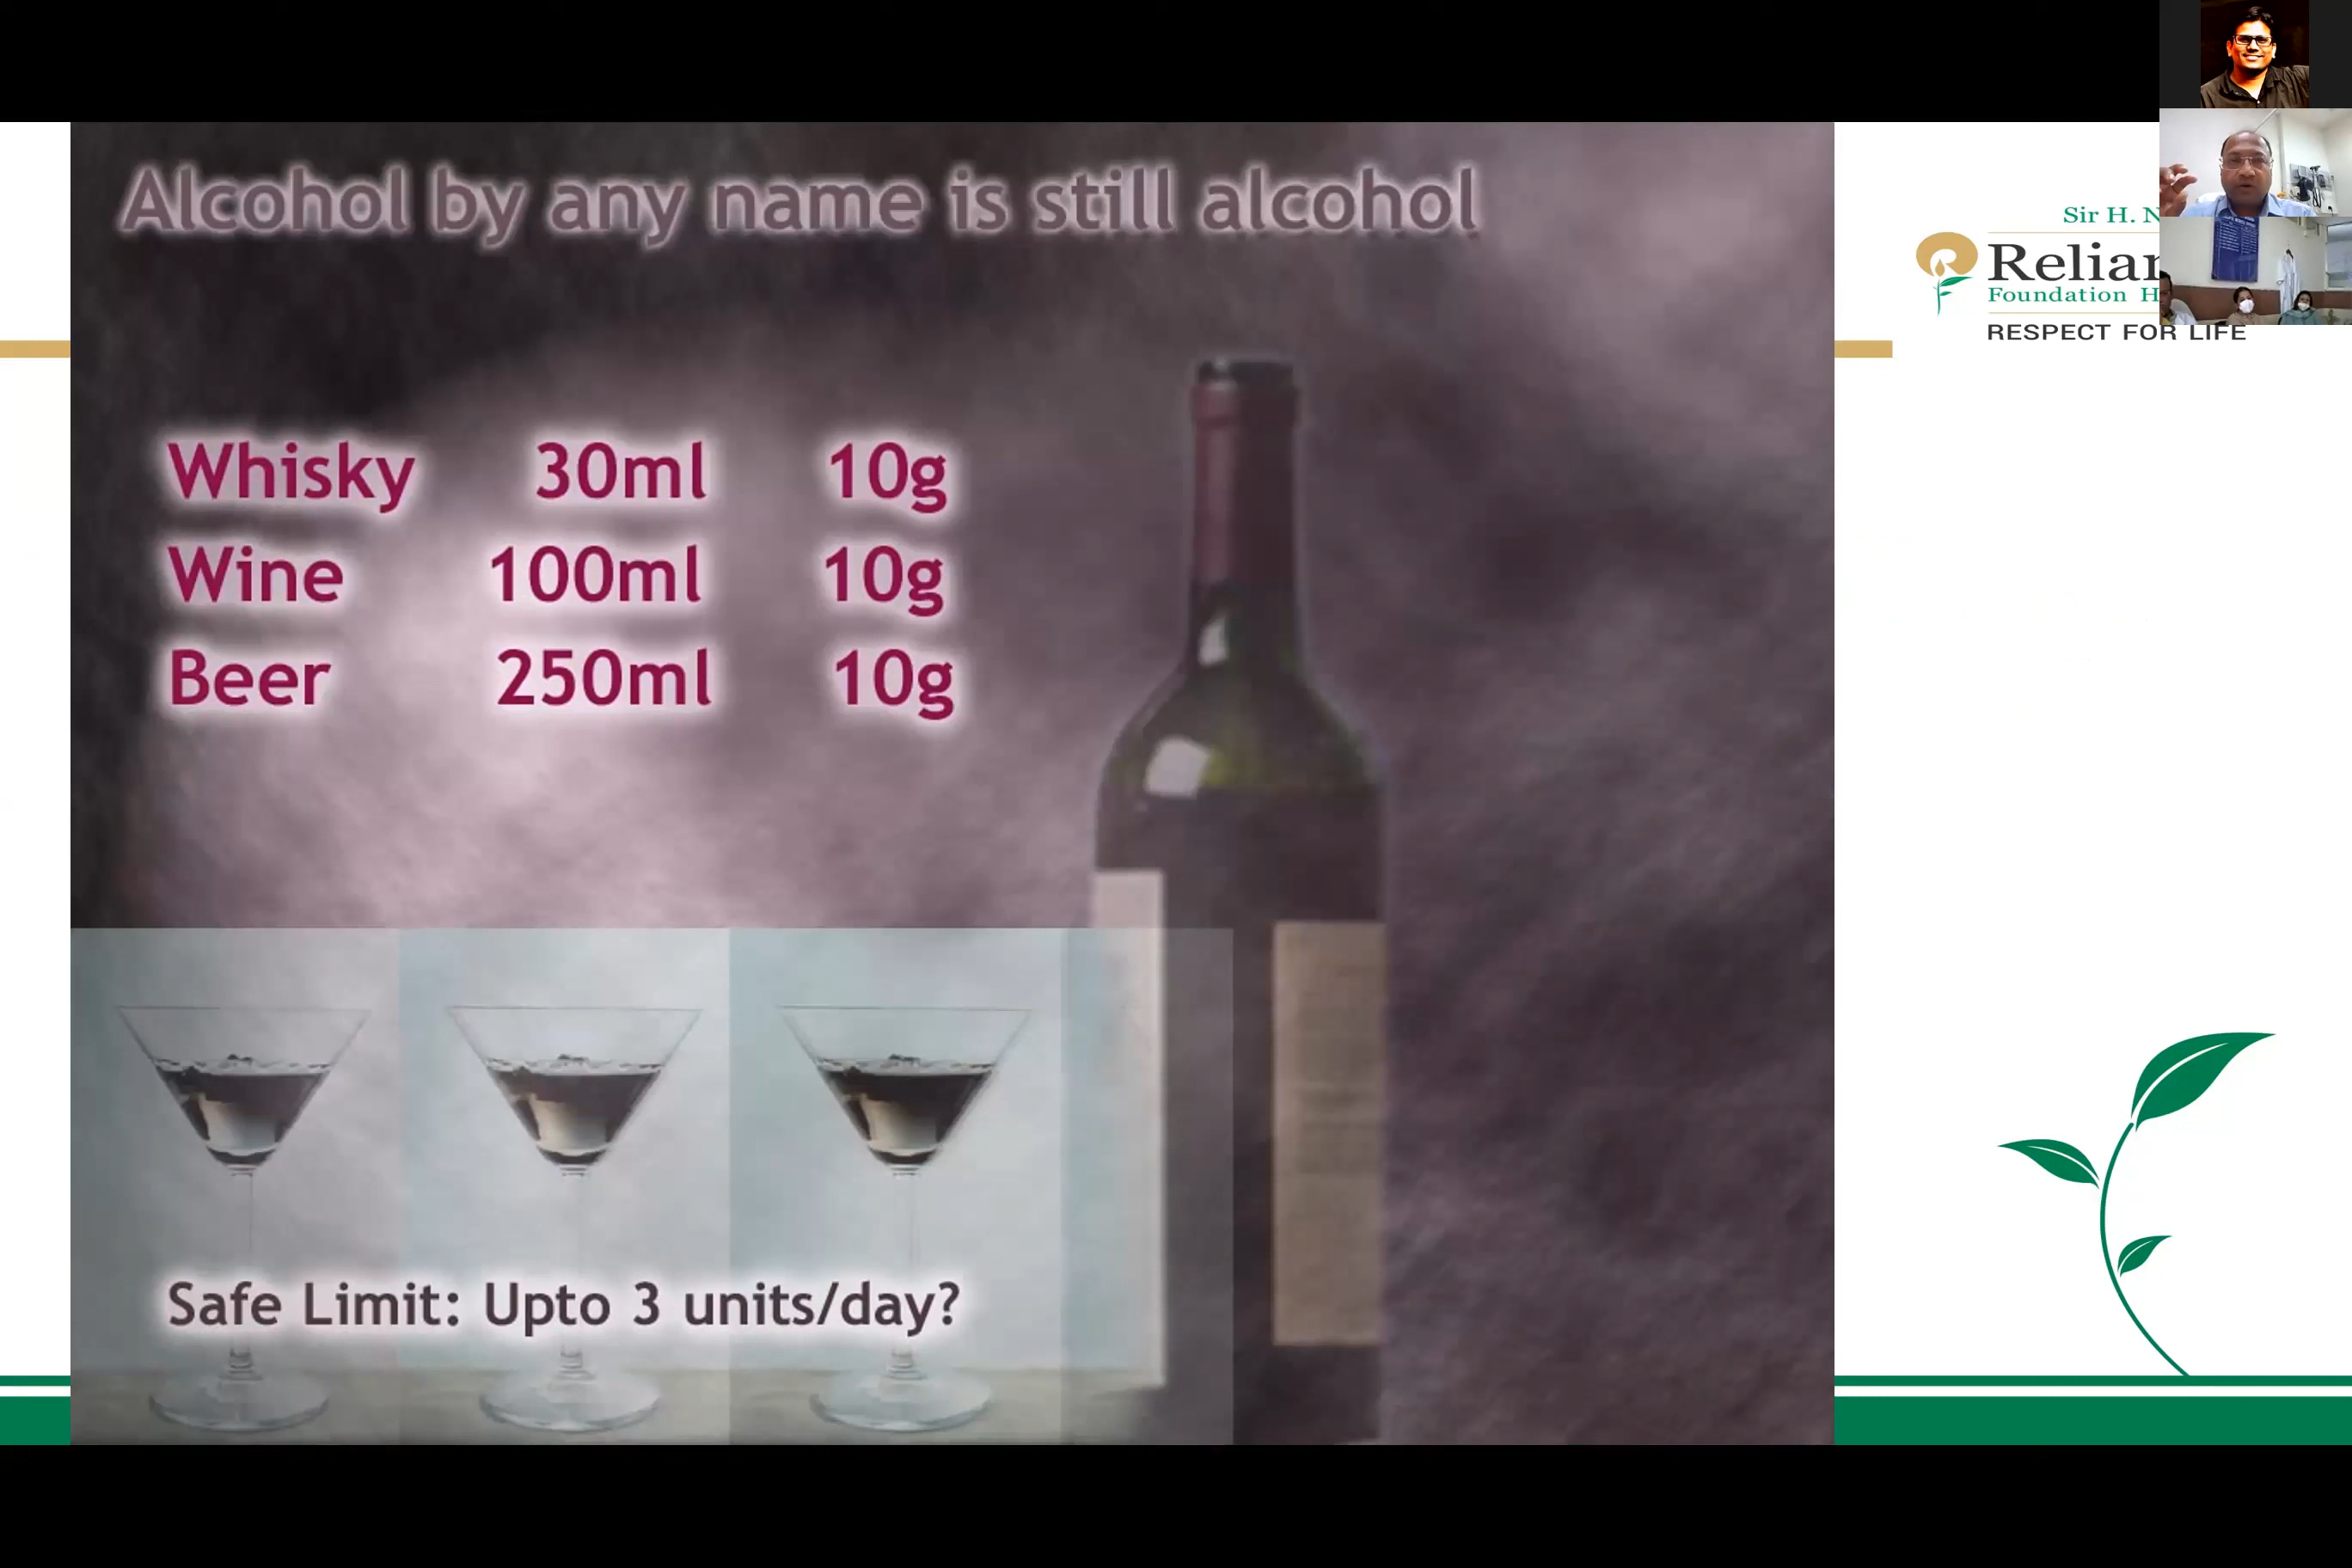 Alcohol by any name is still alcohol
Whisky 30ml 10g
Wine 100ml 10g
Beer 250ml 10g
Safe Limit: Upto 3 units/day?
Sir H. N
Relian
Foundation H
RESPECT FOR LIFE